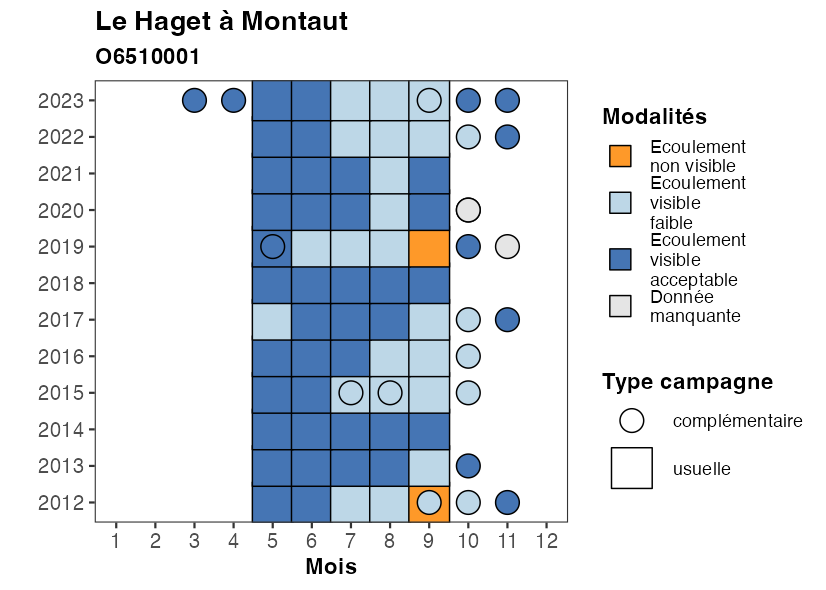 Le Haget à Montaut
O6510001
2023
2022
2021
2020
2019
2018
2017
2016
2015
2014
2013
2012
1 2 3 4 5 6 7 8 9 10 11 12
Mois
Modalités
Ecoulement
non visible
Ecoulement
visible
faible
Ecoulement
visible
acceptable
Donnée
manquante
Type campagne
complémentaire
usuelle